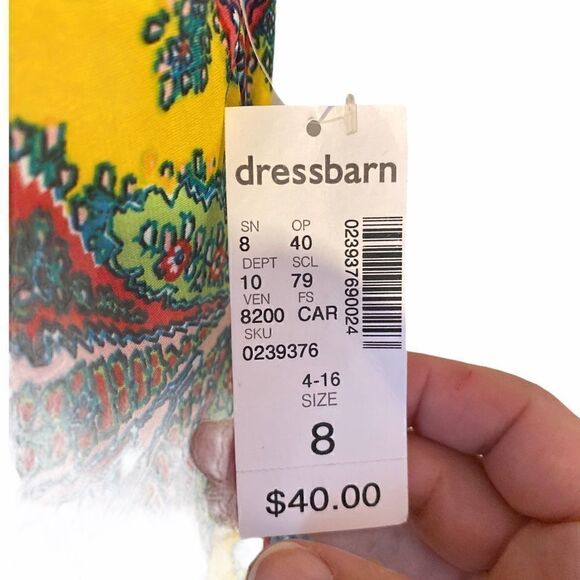 dressbarn
SN OP
8 40
DEPT SCL
10 79
VEN FS
8200 CAR
SKU
0239376
023937690024
4-16
SIZE
8
$40.00